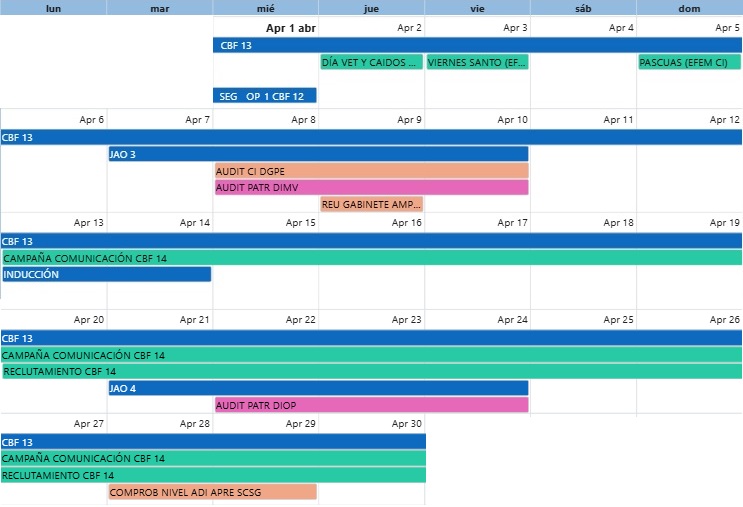 lun mar mié jue vie sáb dom
Apr 1 abr Apr 2 Apr 3 Apr 4 Apr 5
CBF 13
DÍA VET Y CAIDOS ... VIERNES SANTO (EF... PASCUAS (EFEM CI)
SEG OP 1 CBF 12
Apr 6 Apr 7 Apr 8 Apr 9 Apr 10 Apr 11 Apr 12
CBF 13
JAO 3
AUDIT CI DGPE
AUDIT PATR DIMV
REU GABINETE AMP...
Apr 13 Apr 14 Apr 15 Apr 16 Apr 17 Apr 18 Apr 19
CBF 13
CAMPAÑA COMUNICACIÓN CBF 14
INDUCCIÓN
Apr 20 Apr 21 Apr 22 Apr 23 Apr 24 Apr 25 Apr 26
CBF 13
CAMPAÑA COMUNICACIÓN CBF 14
RECLUTAMIENTO CBF 14
JAO 4
AUDIT PATR DIOP
Apr 27 Apr 28 Apr 29 Apr 30
CBF 13
CAMPAÑA COMUNICACIÓN CBF 14
RECLUTAMIENTO CBF 14
COMPROB NIVEL ADI APRE SCSG